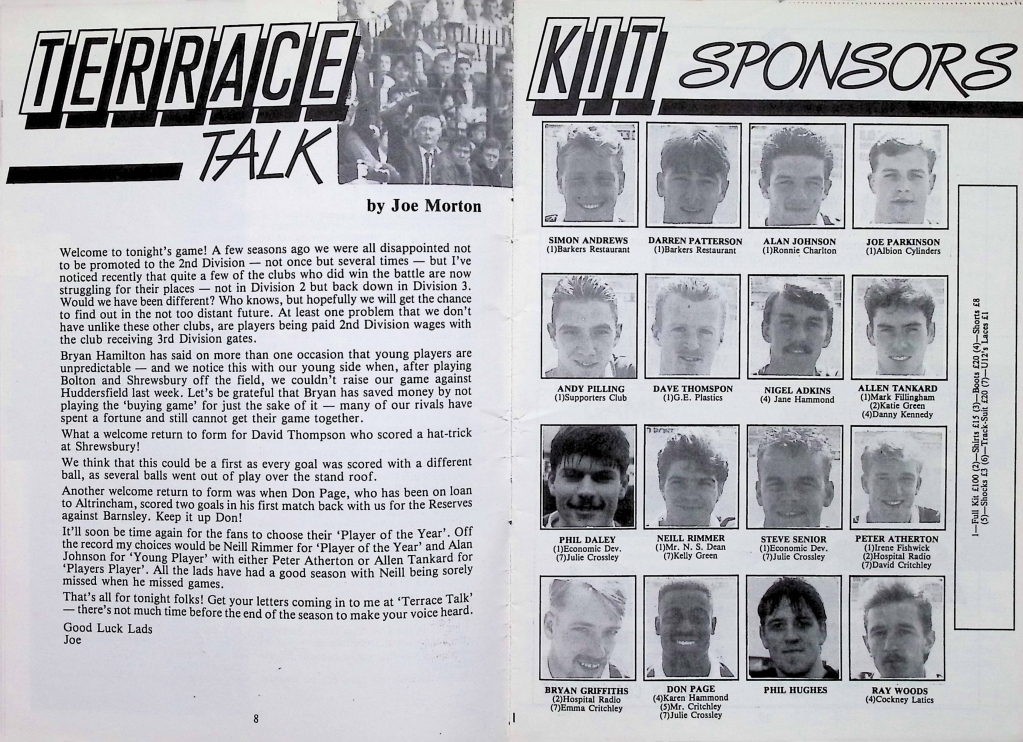 TERRACE
TALK
by Joe Morton
Welcome to tonight's game! A few seasons ago we were all disappointed not
to be promoted to the 2nd Division — not once but several times — but I've
noticed recently that quite a few of the clubs who did win the battle are now
struggling for their places — not in Division 2 but back down in Division 3.
Would we have been different? Who knows, but hopefully we will get the chance
to find out in the not too distant future. At least one problem that we don't
have unlike these other clubs, are players being paid 2nd Division wages with
the club receiving 3rd Division gates.
Bryan Hamilton has said on more than one occasion that young players are
unpredictable — and we notice this with our young side when, after playing
Bolton and Shrewsbury off the field, we couldn't raise our game against
Huddersfield last week. Let's be grateful that Bryan has saved money by not
playing the 'buying game' for just the sake of it — many of our rivals have
spent a fortune and still cannot get their game together.
What a welcome return to form for David Thompson who scored a hat-trick
at Shrewsbury!
We think that this could be a first as every goal was scored with a different
ball, as several balls went out of play over the stand roof.
Another welcome return to form was when Don Page, who has been on loan
to Altrincham, scored two goals in his first match back with us for the Reserves
against Barnsley. Keep it up Don!
It'll soon be time again for the fans to choose their 'Player of the Year'. Off
the record my choices would be Neill Rimmer for 'Player of the Year' and Alan
Johnson for 'Young Player' with either Peter Atherton or Allen Tankard for
'Players Player'. All the lads have had a good season with Neill being sorely
missed when he missed games.
That's all for tonight folks! Get your letters coming in to me at 'Terrace Talk'
— there's not much time before the end of the season to make your voice heard.
Good Luck Lads
Joe
8
KIT SPONSORS
SIMON ANDREWS
(1)Barkers Restaurant
DARREN PATTERSON
(1)Barkers Restaurant
ALAN JOHNSON
(1)Ronnie Charlton
JOE PARKINSON
(1)Albion Cylinders
ANDY PILLING
(1)Supporters Club
DAVE THOMSPON
(1)G.E. Plastics
NIGEL ADKINS
(4) Jane Hammond
ALLEN TANKARD
(1)Mark Fillingham
(2)Katie Green
(4)Danny Kennedy
PHIL DALEY
(1)Economic Dev.
(7)Julie Crossley
NEILL RIMMER
(1)Mr. N. S. Dean
(7)Kelly Green
STEVE SENIOR
(1)Economic Dev.
(7)Julie Crossley
PETER ATHERTON
(1)Irene Fishwick
(2)Hospital Radio
(7)David Critchley
BRYAN GRIFFITHS
(2)Hospital Radio
(7)Emma Critchley
DON PAGE
(4)Karen Hammond
(5)Mr. Critchley
(7)Julie Crossley
PHIL HUGHES
RAY WOODS
(4)Cockney Latics
1—Full Kit £100 (2)—Shirts £15 (3)—Boots £20 (4)—Shorts £8
(5)—Shocks £3 (6)—Track-Suit £20 (7)—U12's Laces £1